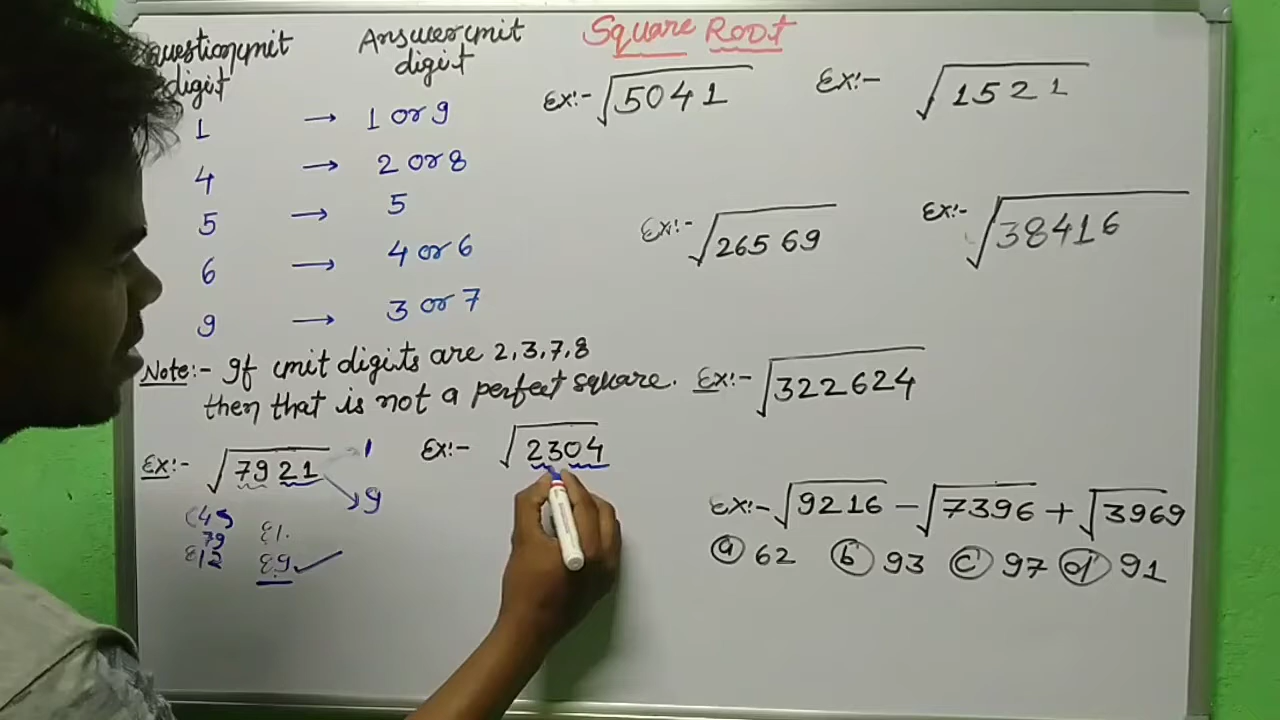 Square Root
Question unit digit
Answer unit digit
1 → 1 or 9
4 → 2 or 8
5 → 5
6 → 4 or 6
9 → 3 or 7
Note:- If unit digits are 2, 3, 7, 8
then that is not a perfect square.
Ex:- √5041
Ex:- √1521
Ex:- √26569
Ex:- √38416
Ex:- √322624
Ex:- √7921
1
9
79
81.
89 ✓
Ex:- √2304
Ex:- √9216 - √7396 + √3969
(a) 62 (b) 93 (c) 97 (d) 91